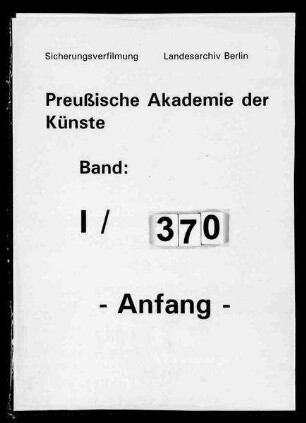 Sicherungsverfilmung Landesarchiv Berlin
Preußische Akademie der
Künste
Band:
I / 370
- Anfang -